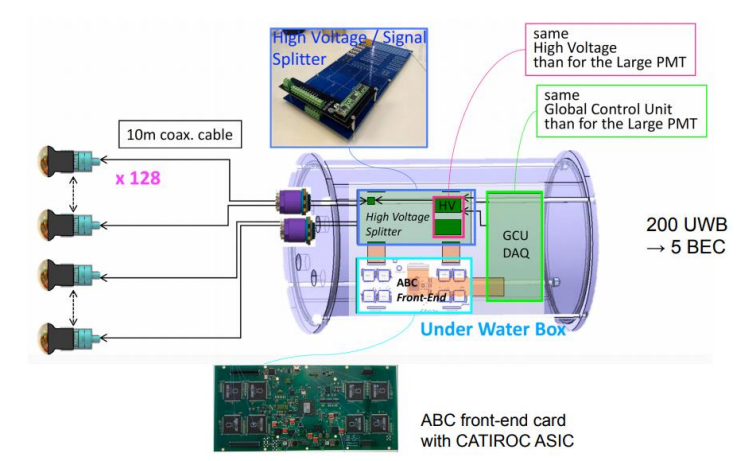 High Voltage / Signal
Splitter
same
High Voltage
than for the Large PMT
same
Global Control Unit
than for the Large PMT
10m coax. cable
x 128
High Voltage
Splitter
HV
GCU
DAQ
200 UWB
→ 5 BEC
ABC
Front-End
Under Water Box
ABC front-end card
with CATIROC ASIC